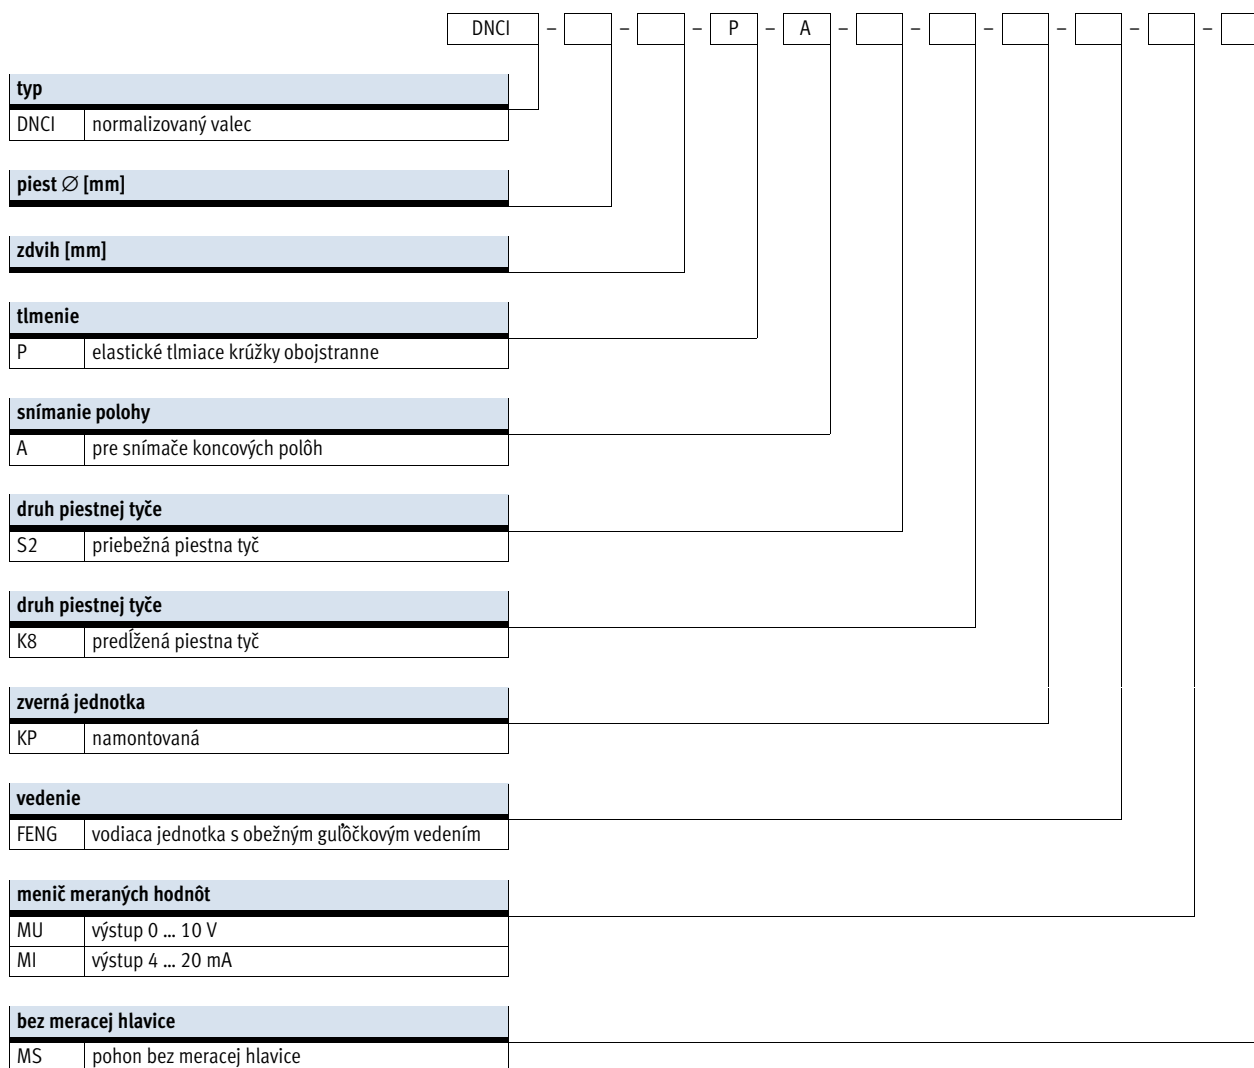 DNCI – – – P – A – – – – – –
typ
DNCI normalizovaný valec
piest ∅ [mm]
zdvih [mm]
tlmenie
P elastické tlmiace krúžky obojstranne
snímanie polohy
A pre snímače koncových polôh
druh piestnej tyče
S2 priebežná piestna tyč
druh piestnej tyče
K8 predĺžená piestna tyč
zverná jednotka
KP namontovaná
vedenie
FENG vodiaca jednotka s obežným guľôčkovým vedením
menič meraných hodnôt
MU výstup 0 ... 10 V
MI výstup 4 ... 20 mA
bez meracej hlavice
MS pohon bez meracej hlavice